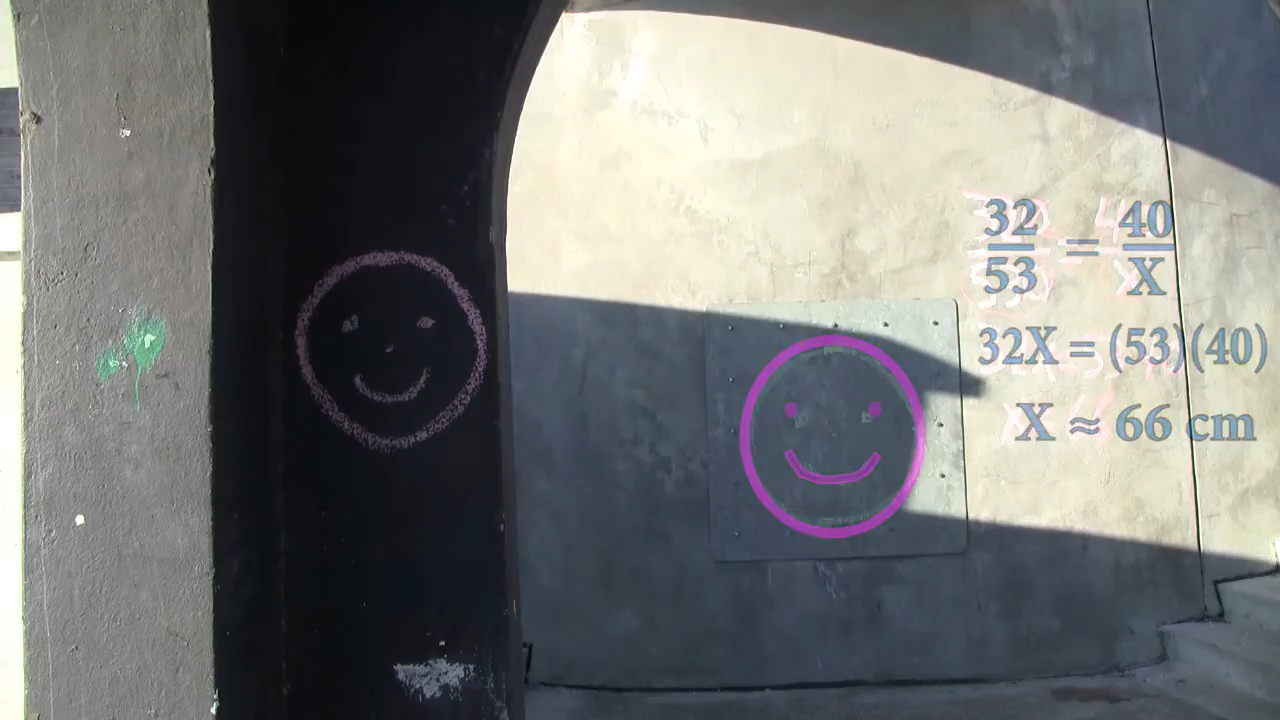 32/53 = 40/X
32X = (53)(40)
X ≈ 66 cm